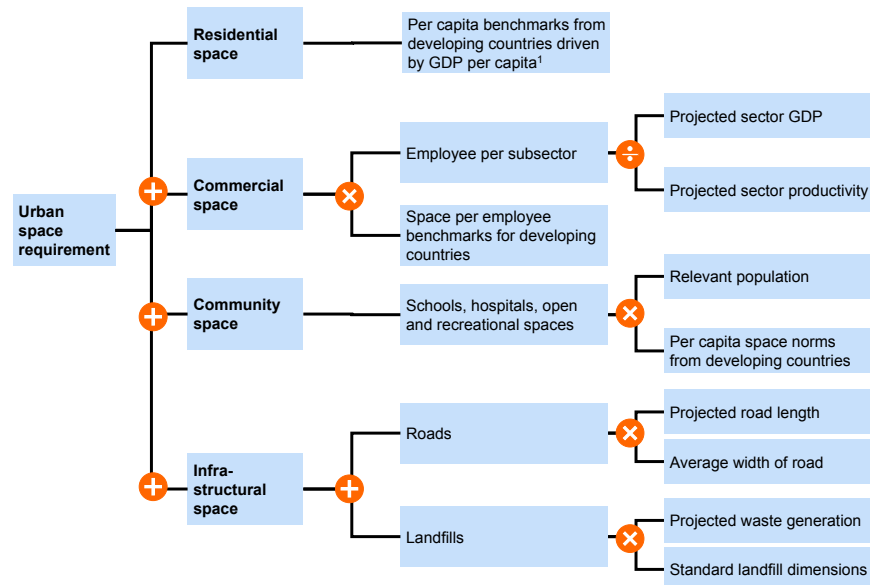 Residential
space
Per capita benchmarks from
developing countries driven
by GDP per capita¹
Urban
space
requirement
Commercial
space
Employee per subsector
Projected sector GDP
÷
Projected sector productivity
×
Space per employee
benchmarks for developing
countries
+
Community
space
Schools, hospitals, open
and recreational spaces
Relevant population
×
Per capita space norms
from developing countries
+
Infra-
structural
space
Roads
Projected road length
×
Average width of road
+
+
Landfills
Projected waste generation
×
Standard landfill dimensions